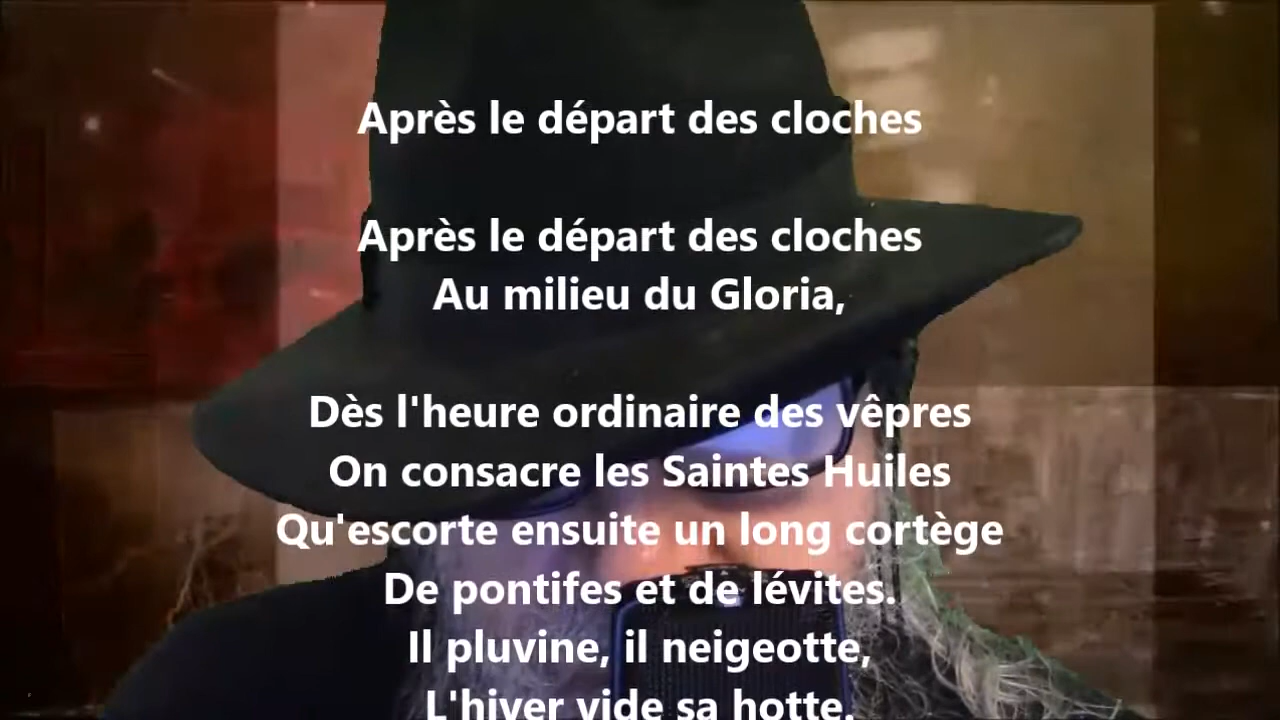 Après le départ des cloches
Après le départ des cloches
Au milieu du Gloria,
Dès l'heure ordinaire des vêpres
On consacre les Saintes Huiles
Qu'escorte ensuite un long cortège
De pontifes et de lévites.
Il pluvine, il neigeotte,
L'hiver vide sa hotte.